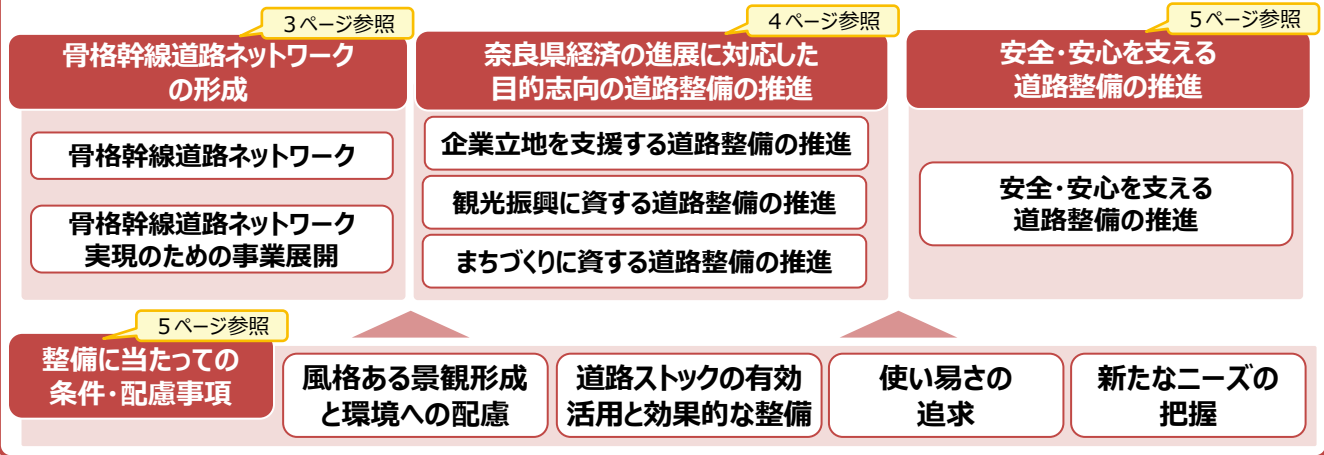 3ページ参照
骨格幹線道路ネットワーク
の形成
骨格幹線道路ネットワーク
骨格幹線道路ネットワーク
実現のための事業展開
4ページ参照
奈良県経済の進展に対応した
目的志向の道路整備の推進
企業立地を支援する道路整備の推進
観光振興に資する道路整備の推進
まちづくりに資する道路整備の推進
5ページ参照
安全・安心を支える
道路整備の推進
安全・安心を支える
道路整備の推進
5ページ参照
整備に当たっての
条件・配慮事項
風格ある景観形成
と環境への配慮
道路ストックの有効
活用と効果的な整備
使い易さの
追求
新たなニーズの
把握